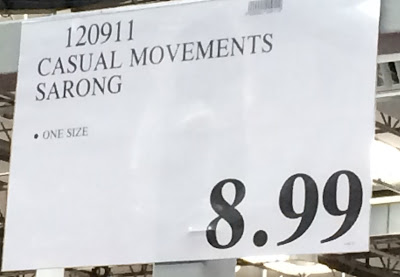 120911
CASUAL MOVEMENTS
SARONG
• ONE SIZE
8.99